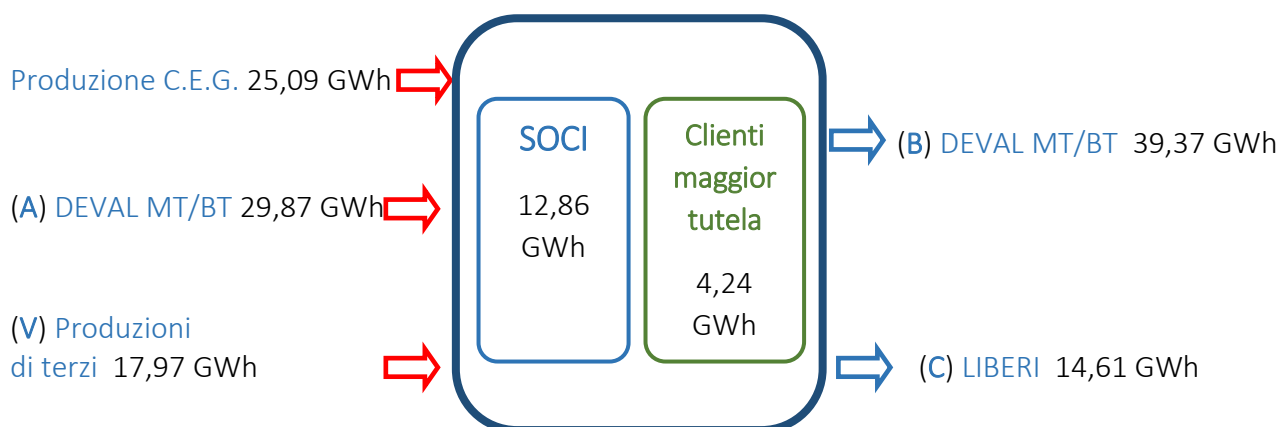 Produzione C.E.G. 25,09 GWh
(A) DEVAL MT/BT 29,87 GWh
(V) Produzioni
di terzi 17,97 GWh
SOCI
12,86
GWh
Clienti
maggior
tutela
4,24
GWh
(B) DEVAL MT/BT 39,37 GWh
(C) LIBERI 14,61 GWh